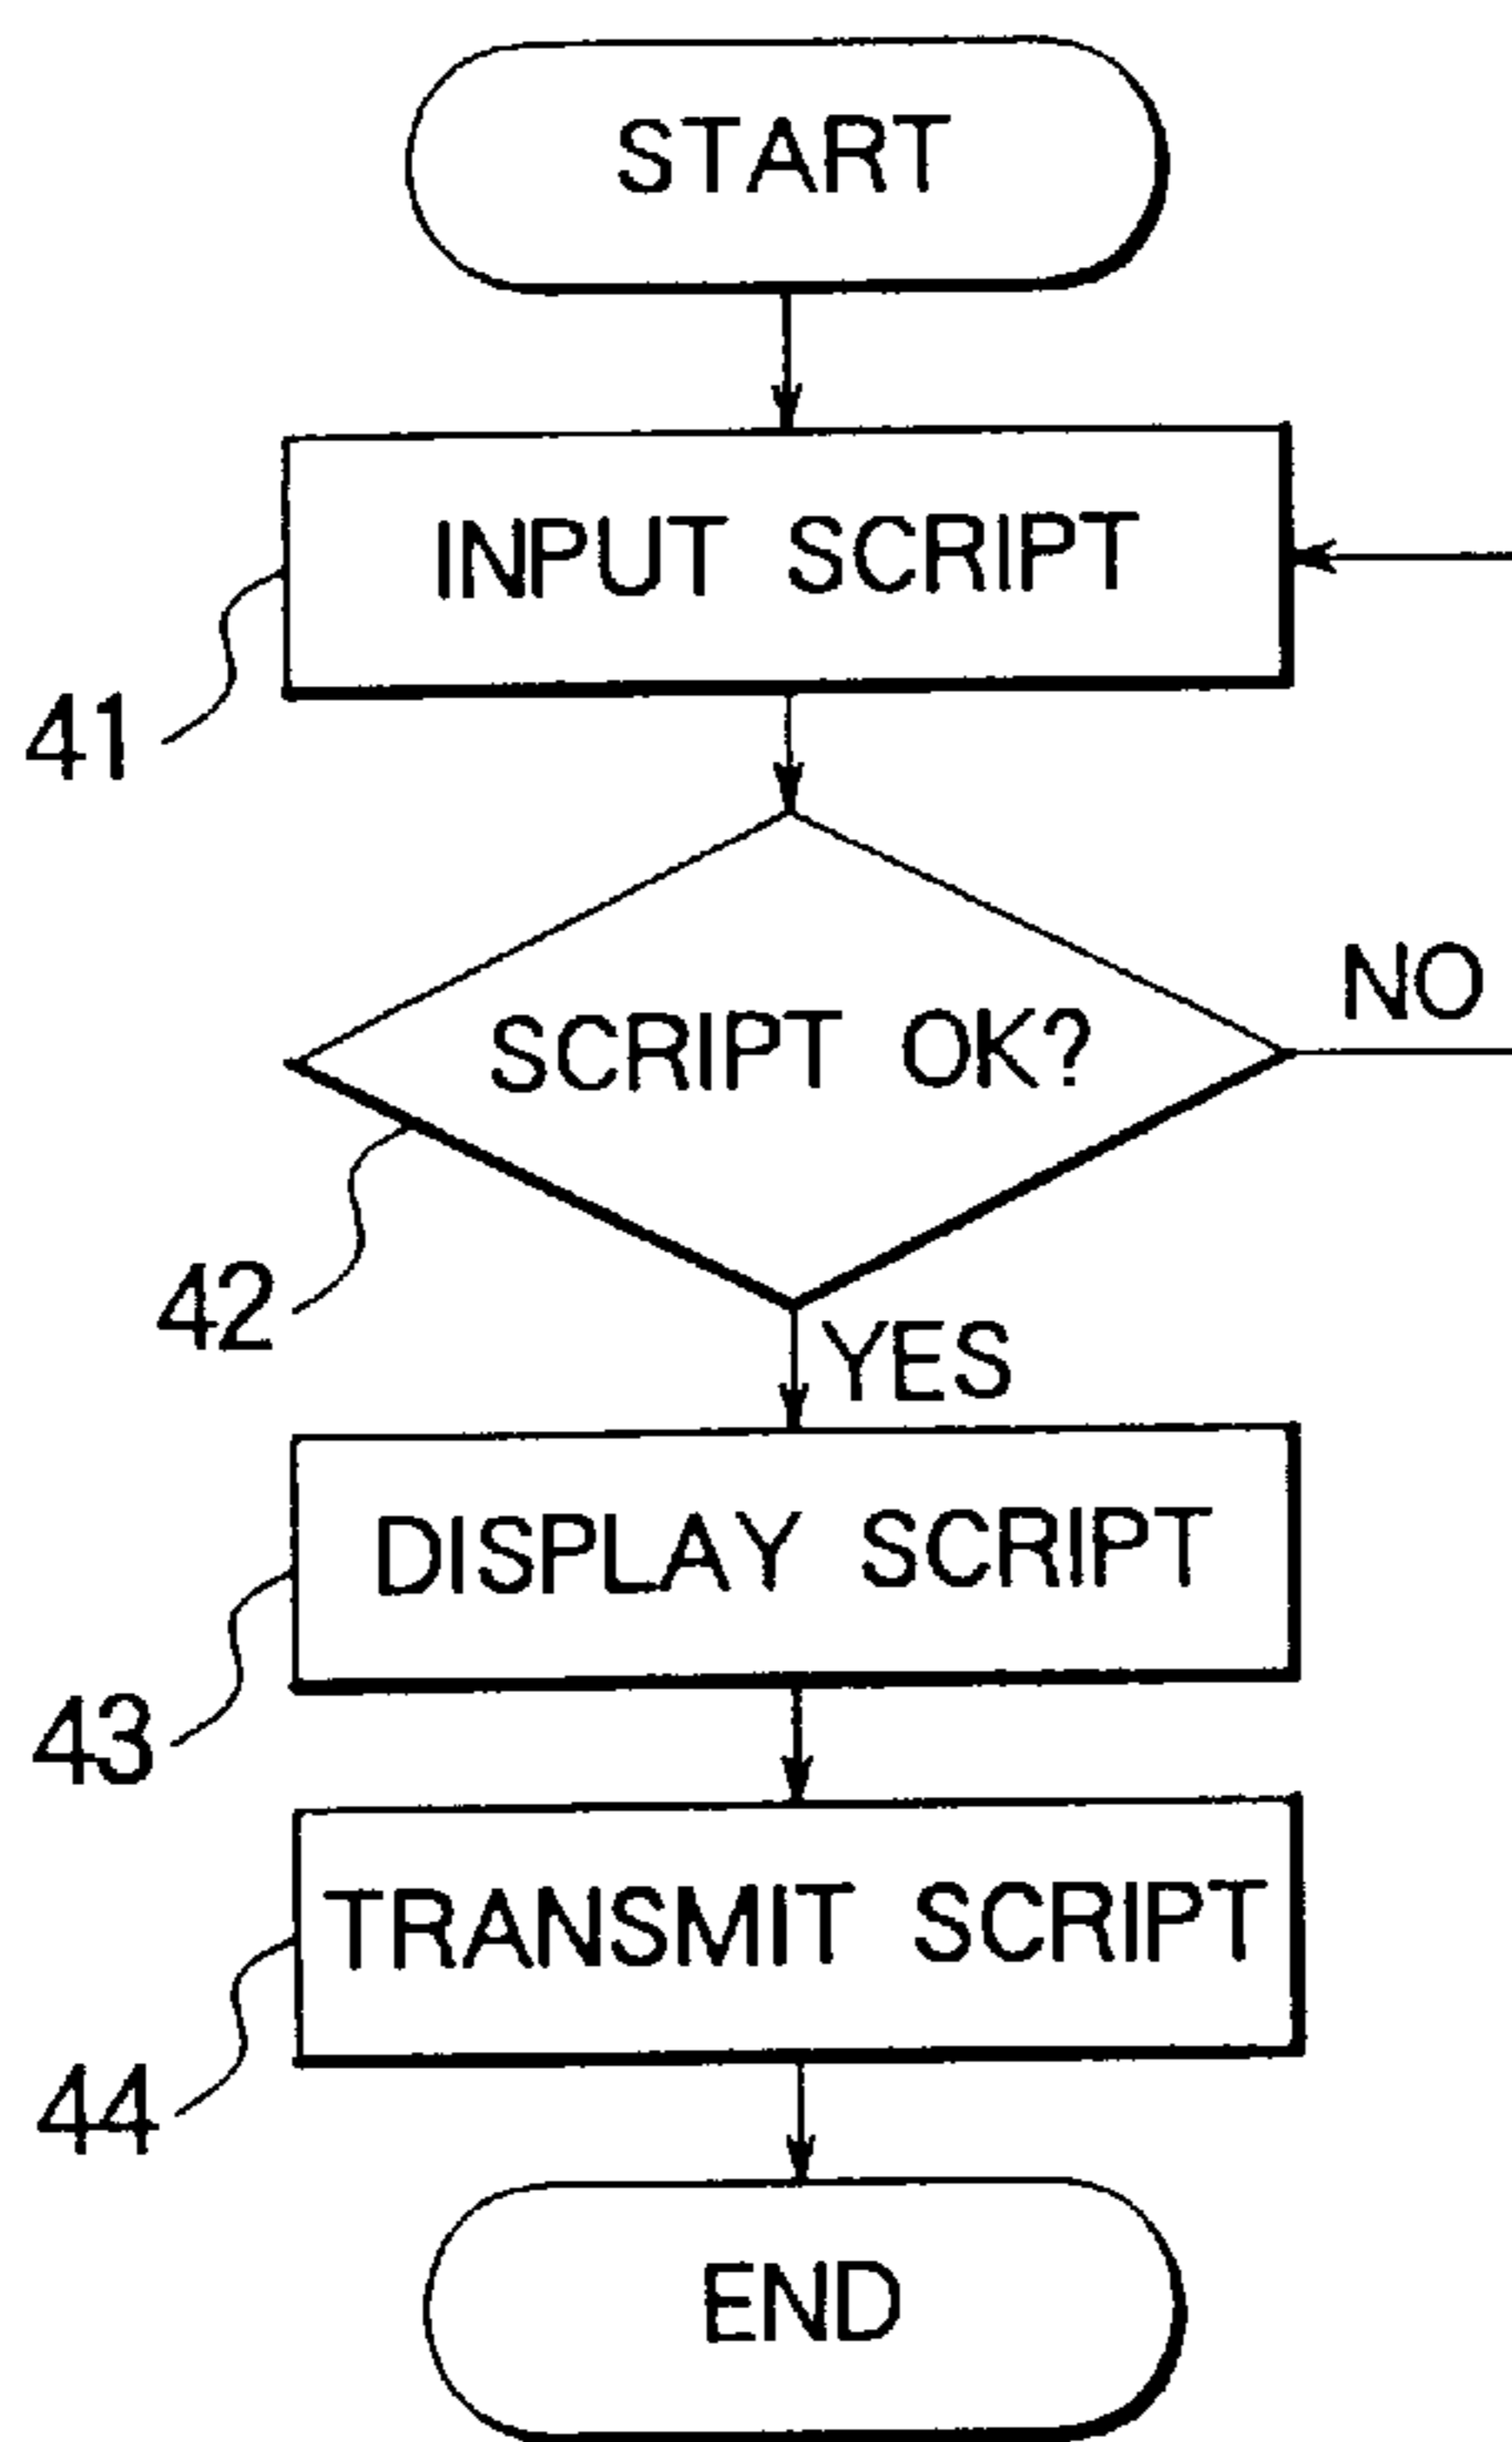 START
INPUT SCRIPT
41
SCRIPT OK?
NO
42
YES
DISPLAY SCRIPT
43
TRANSMIT SCRIPT
44
END